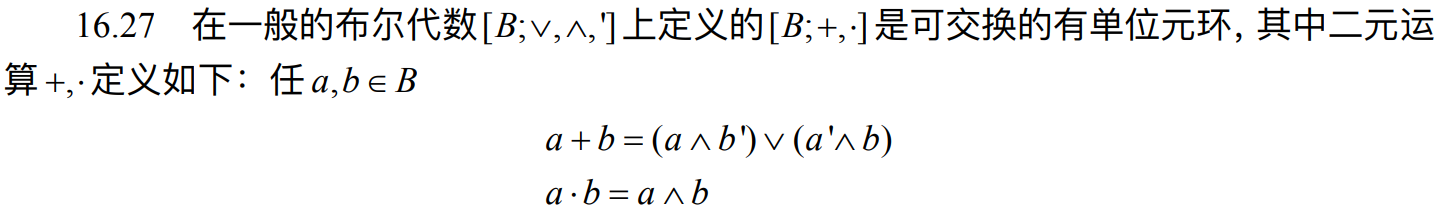 16.27 在一般的布尔代数[B;∨,∧,']上定义的[B;+,·]是可交换的有单位元环, 其中二元运
算+,·定义如下：任a,b∈B
a+b=(a∧b')∨(a'∧b)
a·b=a∧b